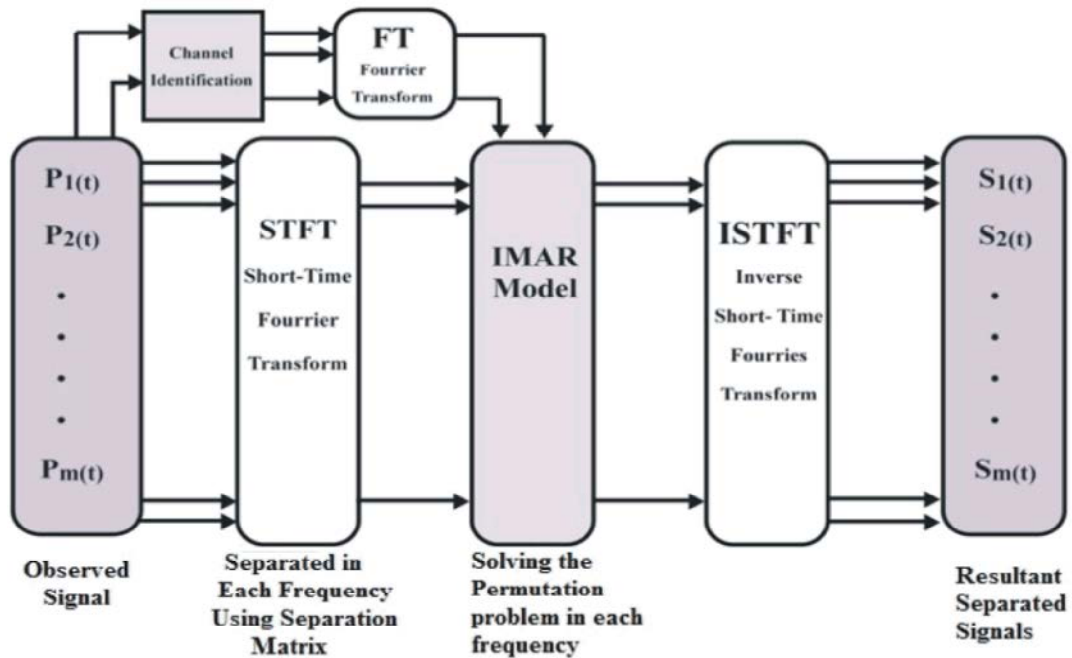 Channel
Identification
FT
Fourrier
Transform
P1(t)
P2(t)
Pm(t)
STFT
Short-Time
Fourrier
Transform
IMAR
Model
ISTFT
Inverse
Short- Time
Fourries
Transform
S1(t)
S2(t)
Sm(t)
Observed
Signal
Separated in
Each Frequency
Using Separation
Matrix
Solving the
Permutation
problem in each
frequency
Resultant
Separated
Signals